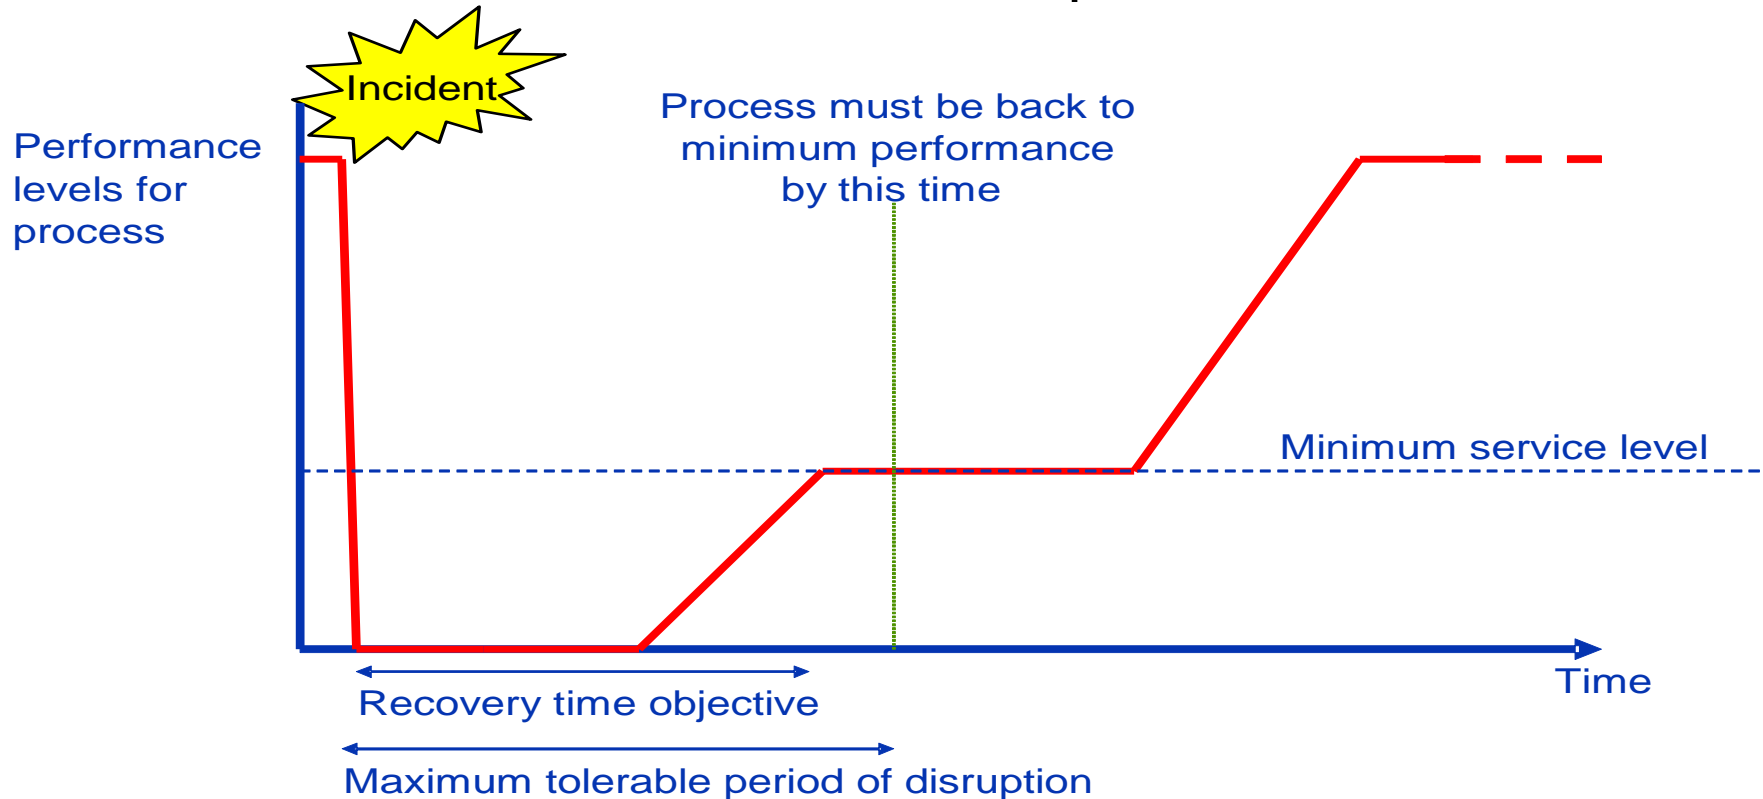 Incident
Performance
levels for
process
Process must be back to
minimum performance
by this time
Minimum service level
Time
Recovery time objective
Maximum tolerable period of disruption